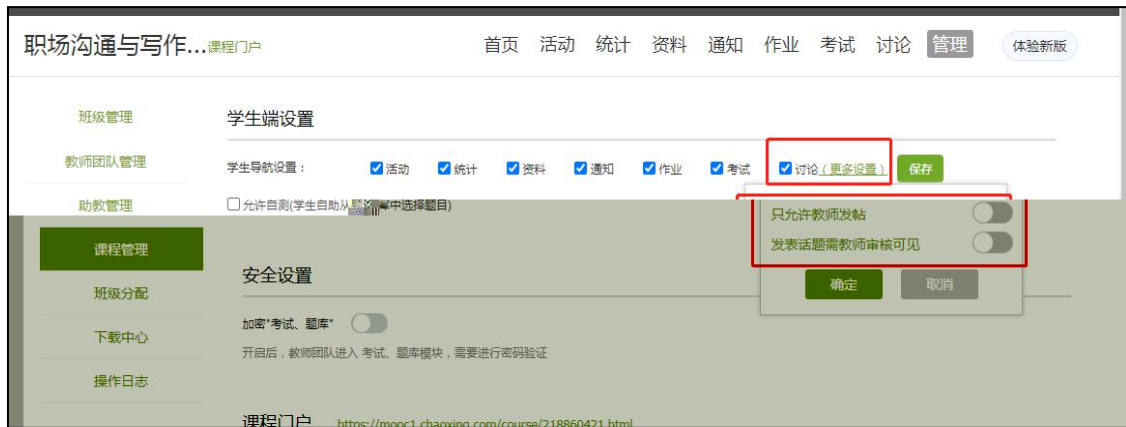 职场沟通与写作...课程门户
首页 活动 统计 资料 通知 作业 考试 讨论 管理 体验新版
班级管理
教师团队管理
助教管理
课程管理
班级分配
下载中心
操作日志
学生端设置
学生导航设置: 活动 统计 资料 通知 作业 考试 讨论(更多设置) 保存
允许自测(学生自助从 中选择题目)
只允许教师发帖
发表话题需教师审核可见
确定 取消
安全设置
加密"考试、题库"
开启后,教师团队进入 考试、题库模块,需要进行密码验证
课程门户 https://mooc1.chaoxing.com/course/218860421.html